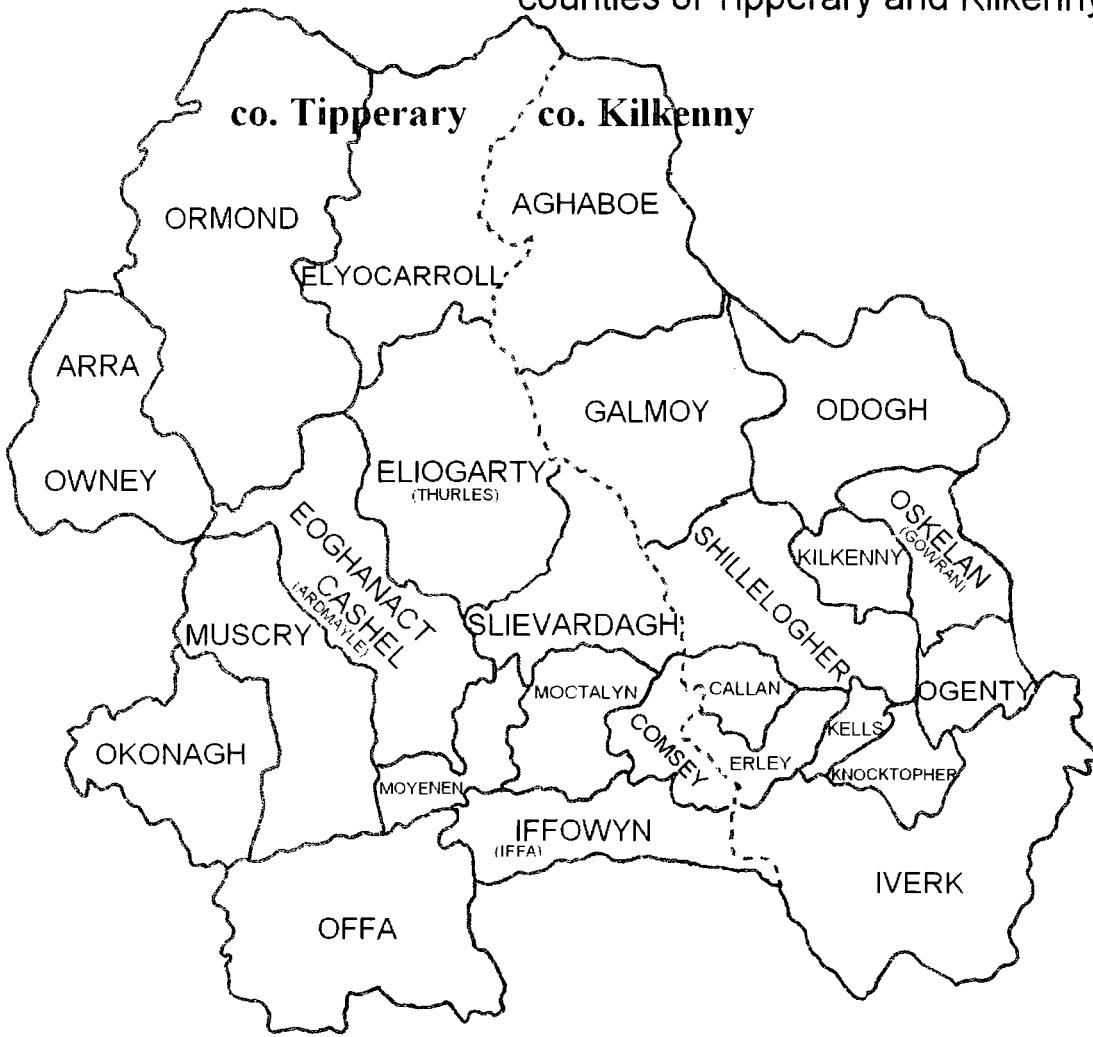 counties of Tipperary and Kilkenny
co. Tipperary
co. Kilkenny
ORMOND
AGHABOE
ELYOCARROLL
ARRA
GALMOY
ODOGH
OWNEY
ELIOGARTY
(THURLES)
EOGHANACT
CASHEL
(ARDMAYLE)
OSKELAN
(GOWRAN)
KILKENNY
SHILLELOGHER
MUSCRY
SLIEVARDAGH
MOCTALYN
CALLAN
OGENTY
COMSEY
KELLS
OKONAGH
ERLEY
KNOCKTOPHER
MOYENEN
IFFOWYN
(IFFA)
IVERK
OFFA